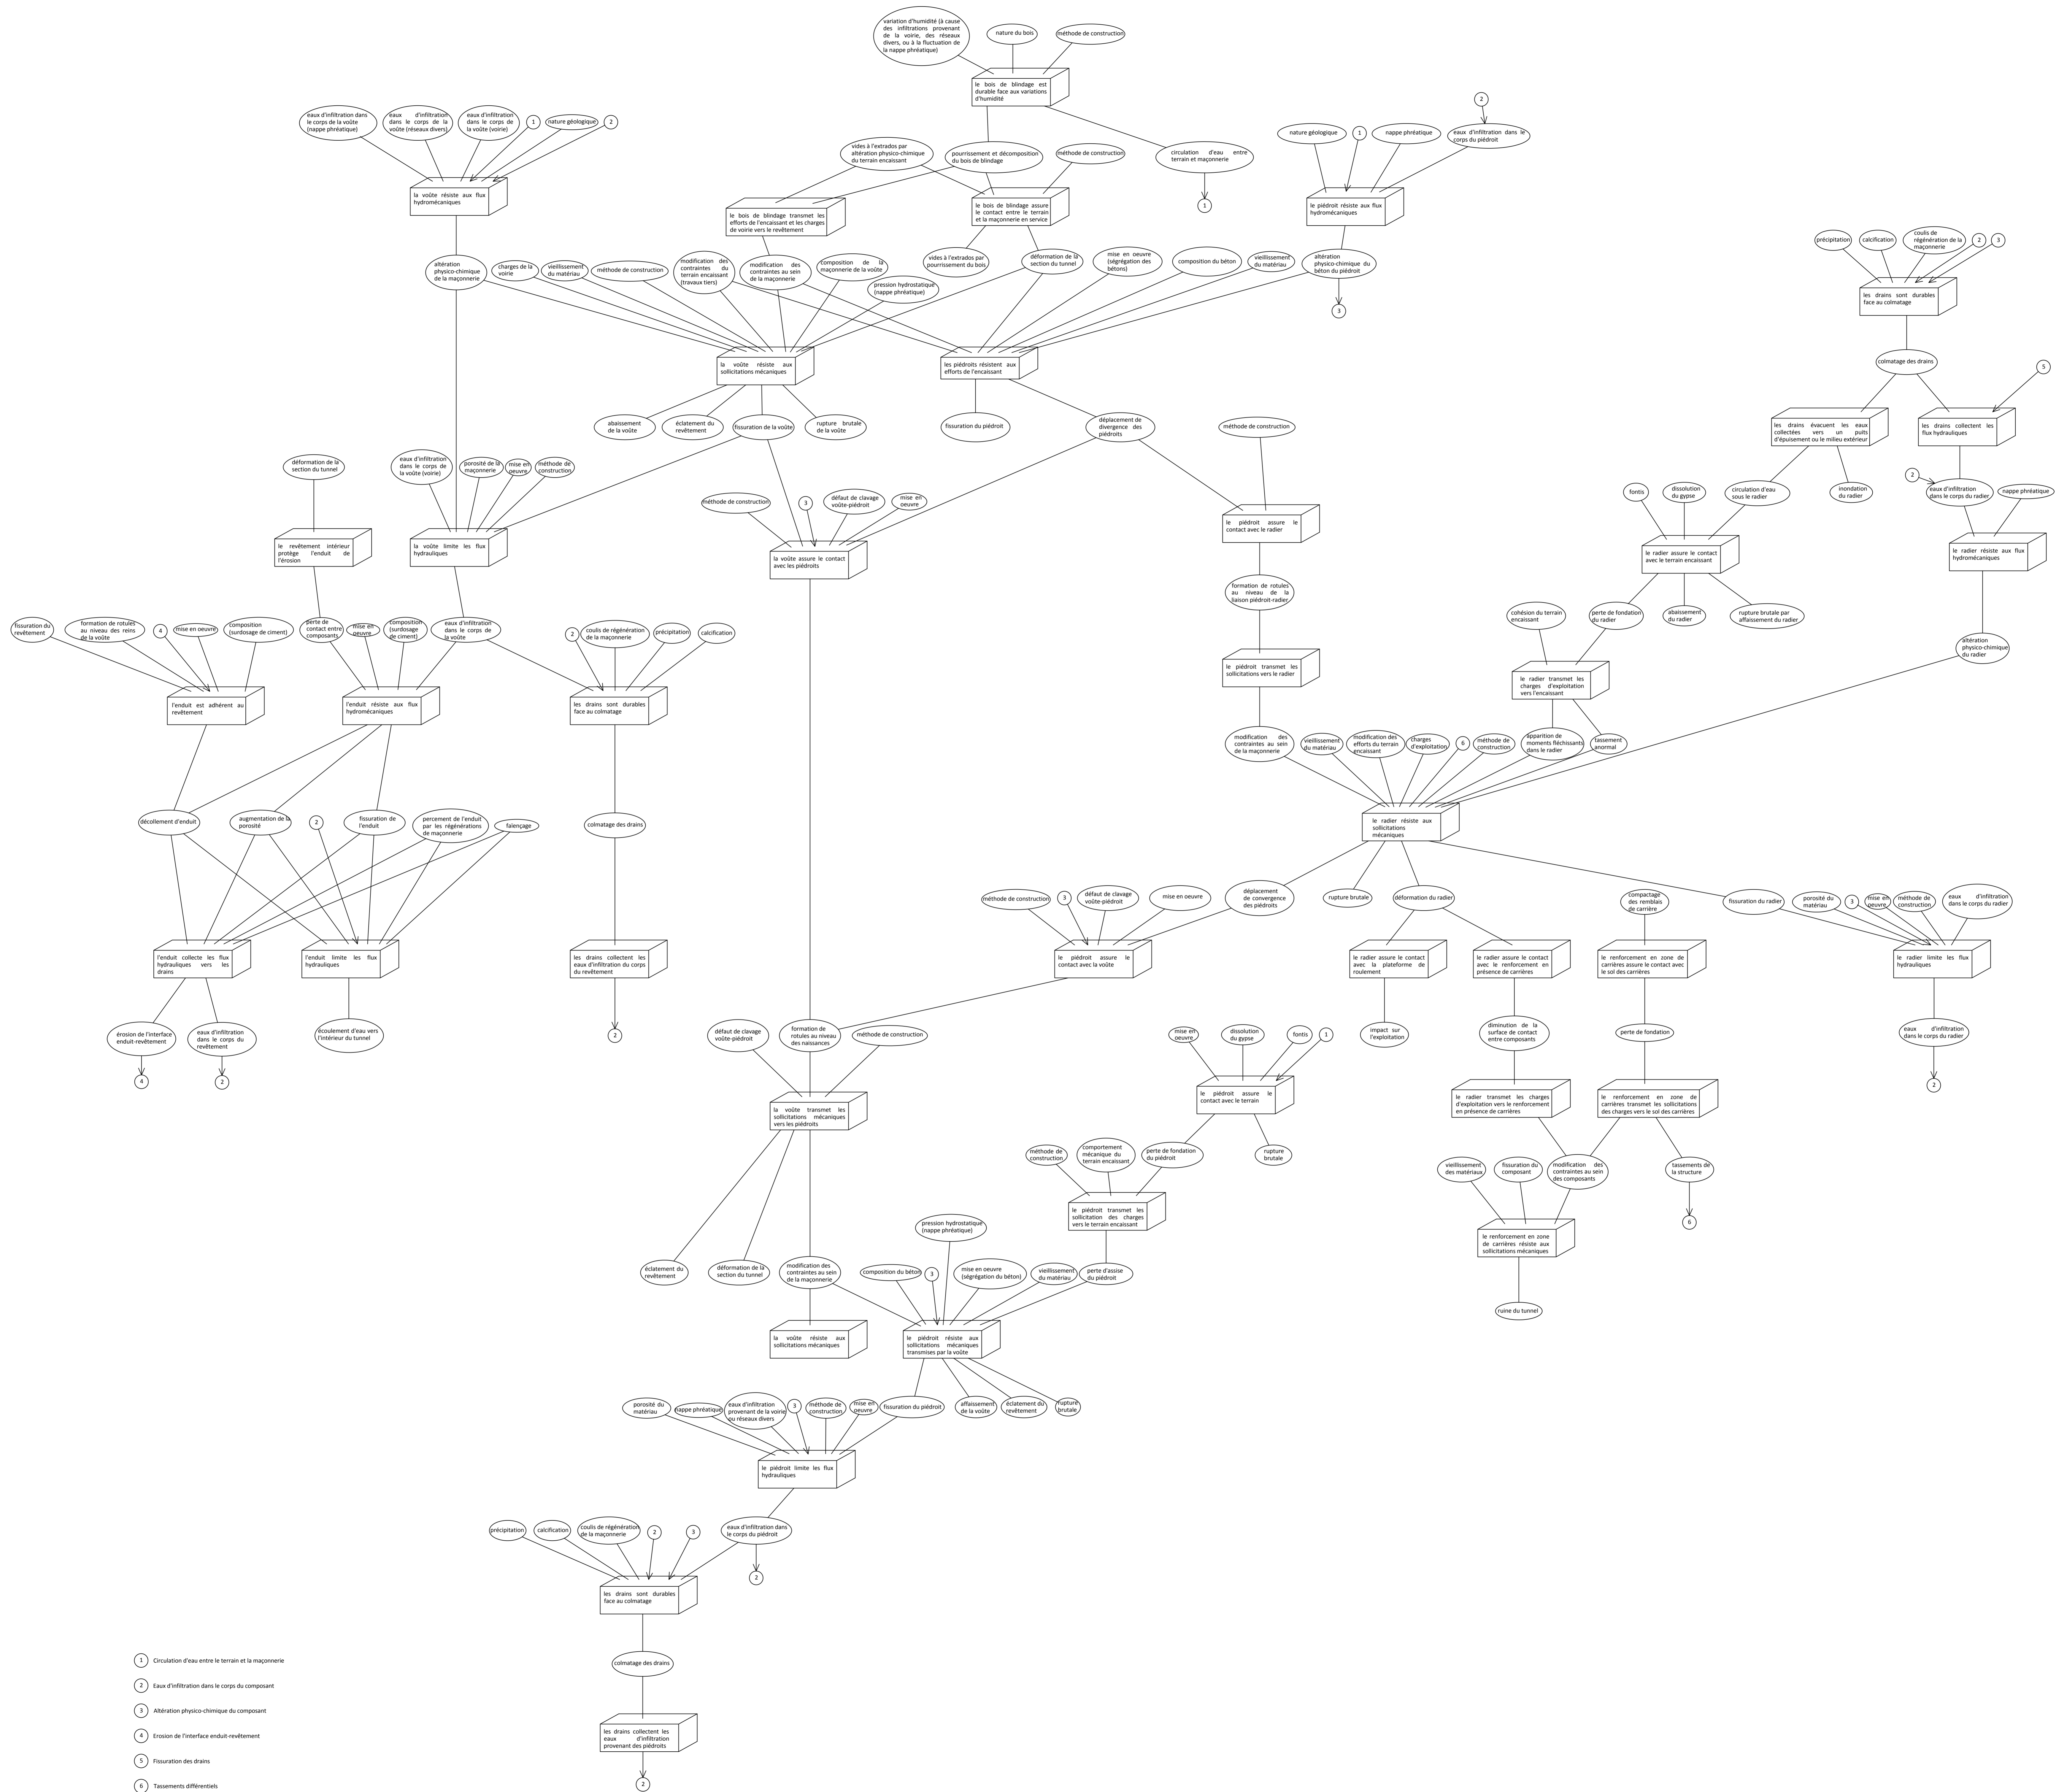 variation d'humidité (à cause
des infiltrations provenant
de la voirie, des réseaux
divers, ou à la fluctuation de
la nappe phréatique)
nature du bois
méthode de construction
le bois de blindage est
durable face aux variations
d'humidité
eaux d'infiltration dans
le corps de la voûte
(nappe phréatique)
eaux d'infiltration
dans le corps de la
voûte (réseaux divers)
eaux d'infiltration
dans le corps de
la voûte (voirie)
1
nature géologique
2
la voûte résiste aux flux
hydromécaniques
vides à l'extrados par
altération physico-chimique
du terrain encaissant
pourrissement et décomposition
du bois de blindage
méthode de construction
circulation d'eau entre
terrain et maçonnerie
1
nature géologique
1
nappe phréatique
2
eaux d'infiltration dans le
corps du piédroit
le bois de blindage transmet les
efforts de l'encaissant et les charges
de voirie vers le revêtement
le bois de blindage assure
le contact entre le terrain
et la maçonnerie en service
le piédroit résiste aux flux
hydromécaniques
altération
physico-chimique
de la maçonnerie
charges de la
voirie
vieillissement
du matériau
méthode de construction
modification des
contraintes du
terrain encaissant
(travaux tiers)
modification des
contraintes au sein
de la maçonnerie
composition de la
maçonnerie de la voûte
pression hydrostatique
(nappe phréatique)
vides à l'extrados par
pourrissement du bois
déformation de la
section du tunnel
mise en oeuvre
(ségrégation des
bétons)
composition du béton
vieillissement
du matériau
altération
physico-chimique du
béton du piédroit
3
précipitation
calcification
coulis de
régénération de la
maçonnerie
2
3
les drains sont durables
face au colmatage
colmatage des drains
5
la voûte résiste aux
sollicitations mécaniques
les piédroits résistent aux
efforts de l'encaissant
abaissement
de la voûte
éclatement du
revêtement
fissuration de la voûte
rupture brutale
de la voûte
fissuration du piédroit
déplacement de
divergence des
piédroits
méthode de construction
les drains évacuent les eaux
collectées vers un puits
d'épuisement ou le milieu extérieur
les drains collectent les
flux hydrauliques
déformation de la
section du tunnel
eaux d'infiltration
dans le corps de
la voûte (voirie)
porosité de la
maçonnerie
mise en
oeuvre
méthode de
construction
méthode de construction
3
défaut de clavage
voûte-piédroit
mise en
oeuvre
fontis
dissolution
du gypse
circulation d'eau
sous le radier
inondation
du radier
2
eaux d'infiltration
dans le corps du radier
nappe phréatique
le revêtement intérieur
protège l'enduit de
l'érosion
la voûte limite les flux
hydrauliques
la voûte assure le contact
avec les piédroits
le piédroit assure le
contact avec le radier
le radier assure le contact
avec le terrain encaissant
le radier résiste aux flux
hydromécaniques
formation de rotules
au niveau de la
liaison piédroit-radier
cohésion du terrain
encaissant
perte de fondation
du radier
abaissement
du radier
rupture brutale par
affaissement du radier
altération
physico-chimique
du radier
fissuration du
revêtement
formation de rotules
au niveau des reins
de la voûte
4
mise en oeuvre
composition
(surdosage de ciment)
perte de
contact entre
composants
mise en
oeuvre
composition
(surdosage
de ciment)
eaux d'infiltration
dans le corps de
la voûte
2
coulis de régénération
de la maçonnerie
précipitation
calcification
l'enduit est adhérent au
revêtement
l'enduit résiste aux flux
hydromécaniques
les drains sont durables
face au colmatage
le piédroit transmet les
sollicitations vers le radier
le radier transmet les
charges d'exploitation
vers l'encaissant
modification des
contraintes au sein
de la maçonnerie
vieillissement
du matériau
modification des
efforts du terrain
encaissant
charges
d'exploitation
6
méthode de
construction
apparition de
moments fléchissants
dans le radier
tassement
anormal
décollement d'enduit
augmentation de la
porosité
2
fissuration de
l'enduit
percement de l'enduit
par les régénérations
de maçonnerie
faïençage
colmatage des drains
le radier résiste aux
sollicitations
mécaniques
méthode de construction
3
défaut de clavage
voûte-piédroit
mise en oeuvre
déplacement
de convergence
des piédroits
rupture brutale
déformation du radier
compactage
des remblais
de carrière
fissuration du radier
porosité du
matériau
3
mise en
oeuvre
méthode de
construction
eaux d'infiltration
dans le corps du radier
l'enduit collecte les flux
hydrauliques vers les
drains
l'enduit limite les flux
hydrauliques
les drains collectent les
eaux d'infiltration du corps
du revêtement
le piédroit assure le
contact avec la voûte
le radier assure le contact
avec la plateforme de
roulement
le radier assure le contact
avec le renforcement en
présence de carrières
le renforcement en zone de
carrières assure le contact avec
le sol des carrières
le radier limite les flux
hydrauliques
érosion de l'interface
enduit-revêtement
4
eaux d'infiltration
dans le corps du
revêtement
2
écoulement d'eau vers
l'intérieur du tunnel
2
défaut de clavage
voûte-piédroit
formation de
rotules au niveau
des naissances
méthode de construction
mise en
oeuvre
dissolution
du gypse
fontis
1
impact sur
l'exploitation
diminution de la
surface de contact
entre composants
perte de fondation
eaux d'infiltration
dans le corps du radier
2
la voûte transmet les
sollicitations mécaniques
vers les piédroits
le piédroit assure le
contact avec le terrain
le radier transmet les charges
d'exploitation vers le renforcement
en présence de carrières
le renforcement en zone de
carrières transmet les sollicitations
des charges vers le sol des carrières
méthode de
construction
comportement
mécanique du
terrain encaissant
perte de fondation
du piédroit
rupture
brutale
vieillissement
des matériaux
fissuration du
composant
modification des
contraintes au sein
des composants
tassements de
la structure
6
le piédroit transmet les
sollicitation des charges
vers le terrain encaissant
le renforcement en zone
de carrières résiste aux
sollicitations mécaniques
éclatement du
revêtement
déformation de la
section du tunnel
modification des
contraintes au sein
de la maçonnerie
composition du béton
3
pression hydrostatique
(nappe phréatique)
mise en oeuvre
(ségrégation du béton)
vieillissement
du matériau
perte d'assise
du piédroit
ruine du tunnel
la voûte résiste aux
sollicitations mécaniques
le piédroit résiste aux
sollicitations mécaniques
transmises par la voûte
porosité du
matériau
nappe phréatique
eaux d'infiltration
provenant de la voirie
ou réseaux divers
3
méthode de
construction
mise en
oeuvre
fissuration du piédroit
affaissement
de la voûte
éclatement du
revêtement
rupture
brutale
le piédroit limite les flux
hydrauliques
précipitation
calcification
coulis de régénération
de la maçonnerie
2
3
eaux d'infiltration dans
le corps du piédroit
2
les drains sont durables
face au colmatage
colmatage des drains
les drains collectent les
eaux d'infiltration
provenant des piédroits
2
1 Circulation d'eau entre le terrain et la maçonnerie
2 Eaux d'infiltration dans le corps du composant
3 Altération physico-chimique du composant
4 Erosion de l'interface enduit-revêtement
5 Fissuration des drains
6 Tassements différentiels